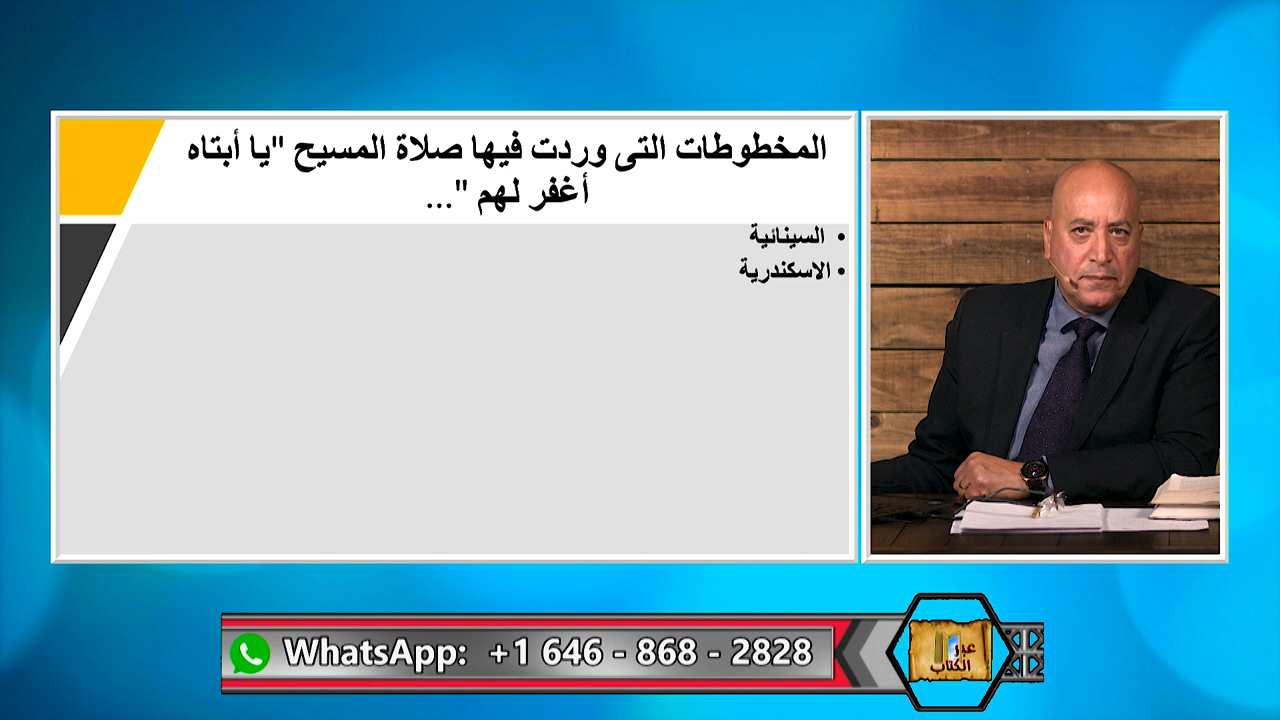 المخطوطات التى وردت فيها صلاة المسيح "يا أبتاه
أغفر لهم "...
• السينائية
• الاسكندرية
WhatsApp: +1 646 - 868 - 2828
عبر
الكتاب